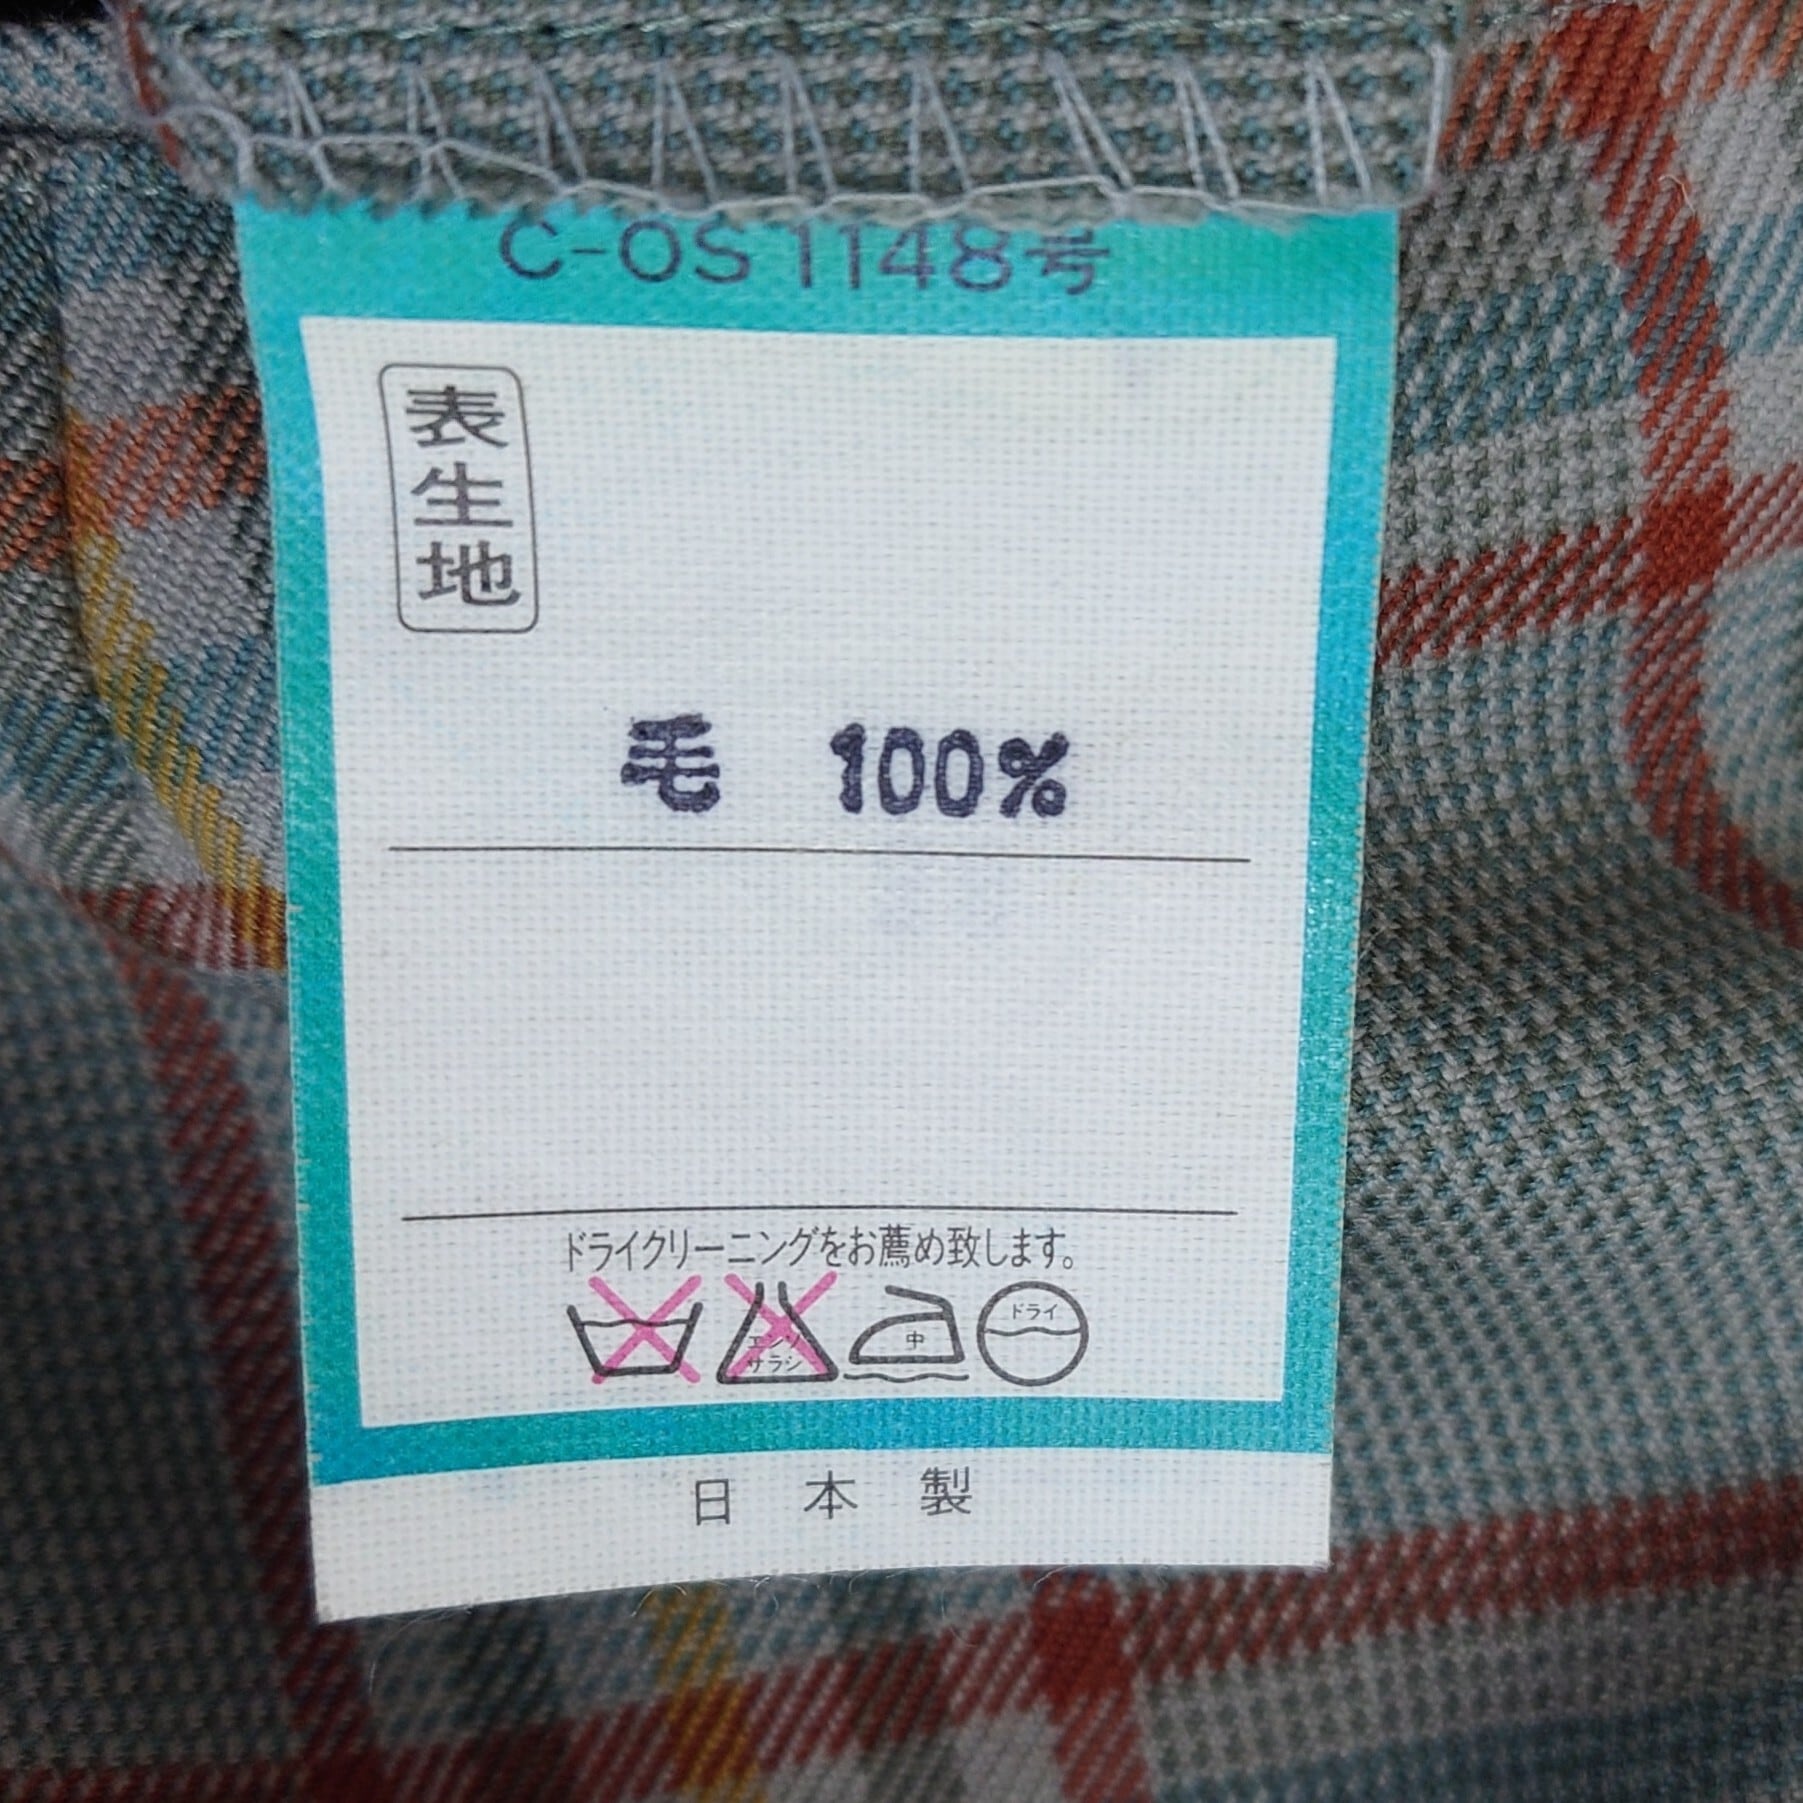 C-OS 1148号
表生地
毛 100%
ドライクリーニングをお薦め致します。
エンソ
サラシ
中
ドライ
日本製